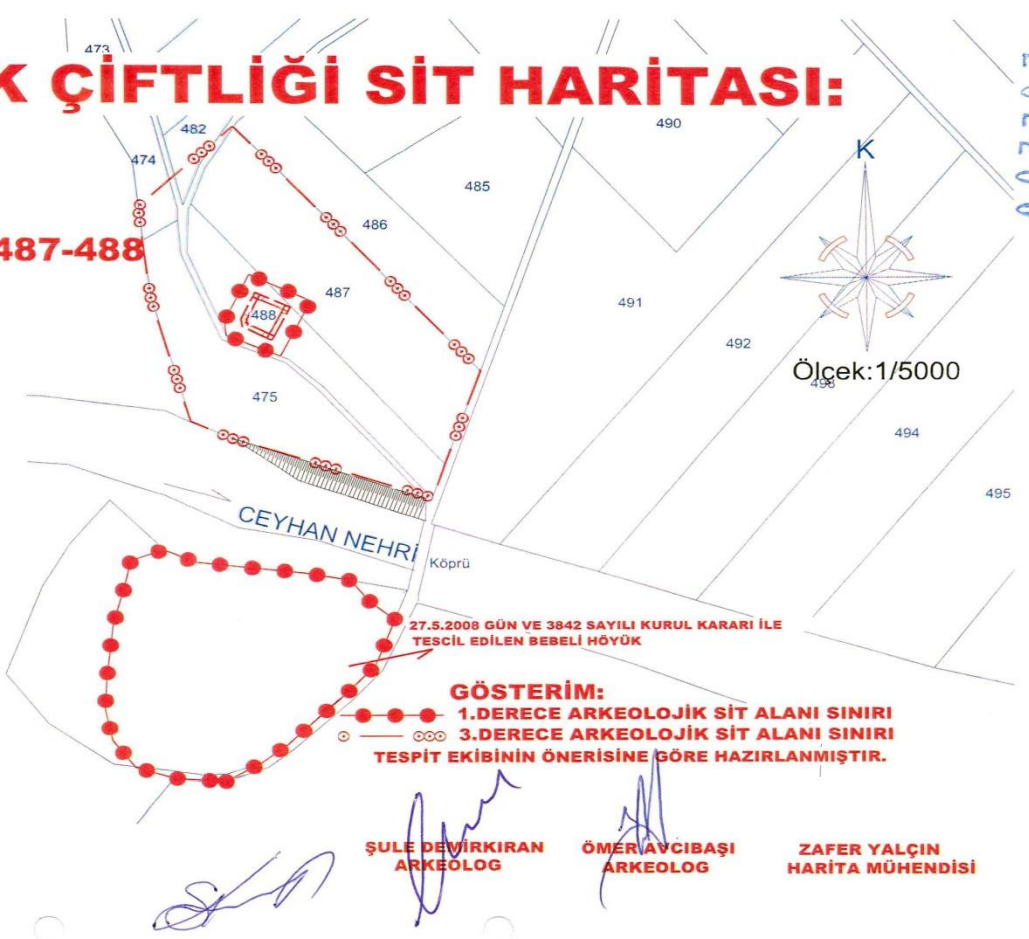 473
K ÇİFTLİĞİ SİT HARİTASI:
482
490
474
K
485
486
487-488
487
491
488
492
Ölçek:1/5000
498
475
494
495
CEYHAN NEHRİ
Köprü
27.5.2008 GÜN VE 3842 SAYILI KURUL KARARI İLE
TESCİL EDİLEN BEBELİ HÖYÜK
GÖSTERİM:
1.DERECE ARKEOLOJİK SİT ALANI SINIRI
3.DERECE ARKEOLOJİK SİT ALANI SINIRI
TESPİT EKİBİNİN ÖNERİSİNE GÖRE HAZIRLANMIŞTIR.
ŞULE DEMİRKIRAN
ARKEOLOG
ÖMER AVCIBAŞI
ARKEOLOG
ZAFER YALÇIN
HARİTA MÜHENDİSİ